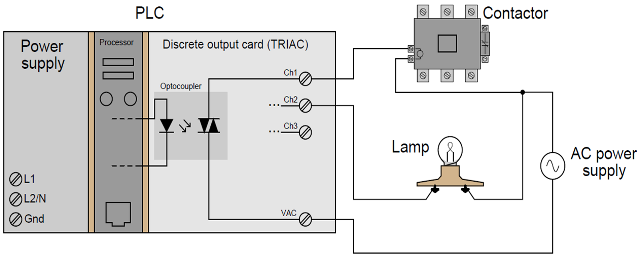 PLC
Contactor
Power
supply
Processor
Discrete output card (TRIAC)
Ch1
Optocoupler
Ch2
Ch3
Lamp
AC power
supply
L1
L2/N
Gnd
VAC